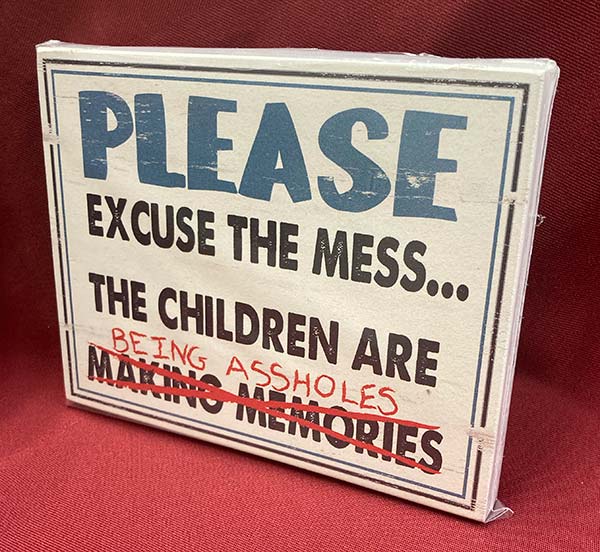 PLEASE
EXCUSE THE MESS...
THE CHILDREN ARE
BEING ASSHOLES
MAKING MEMORIES